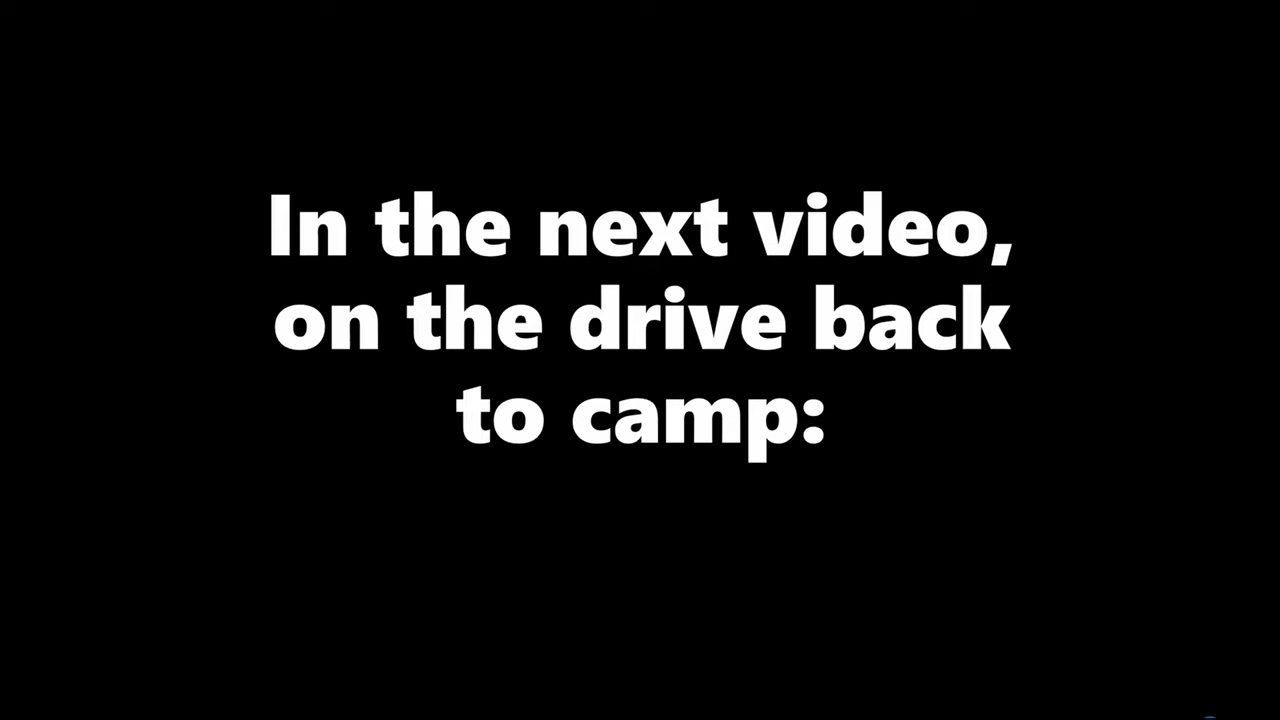 In the next video,
on the drive back
to camp: